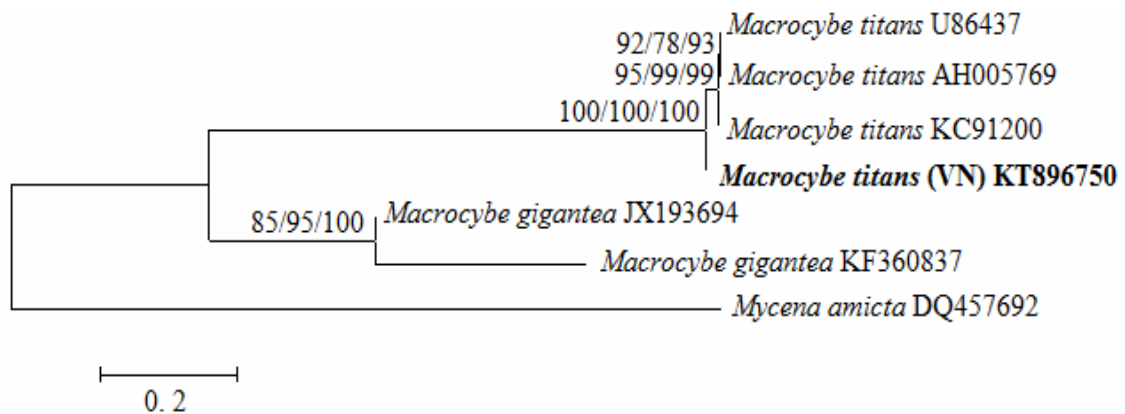 Macrocybe titans U86437
92/78/93
95/99/99
Macrocybe titans AH005769
100/100/100
Macrocybe titans KC91200
Macrocybe titans (VN) KT896750
85/95/100
Macrocybe gigantea JX193694
Macrocybe gigantea KF360837
Mycena amicta DQ457692
0. 2